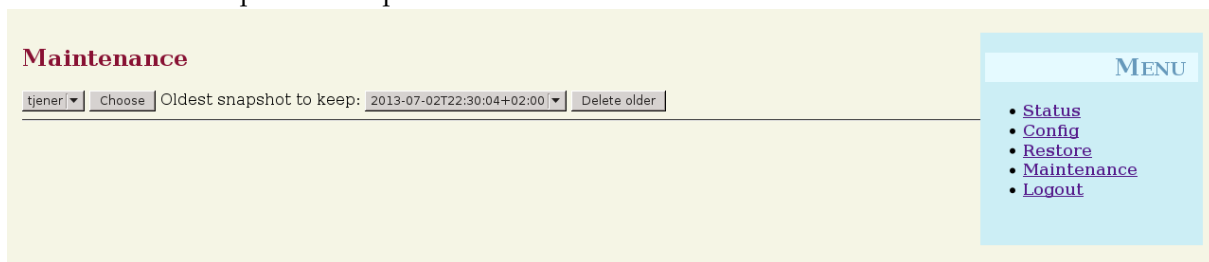 Maintenance
tjener Choose Oldest snapshot to keep: 2013-07-02T22:30:04+02:00 Delete older
MENU
• Status
• Config
• Restore
• Maintenance
• Logout